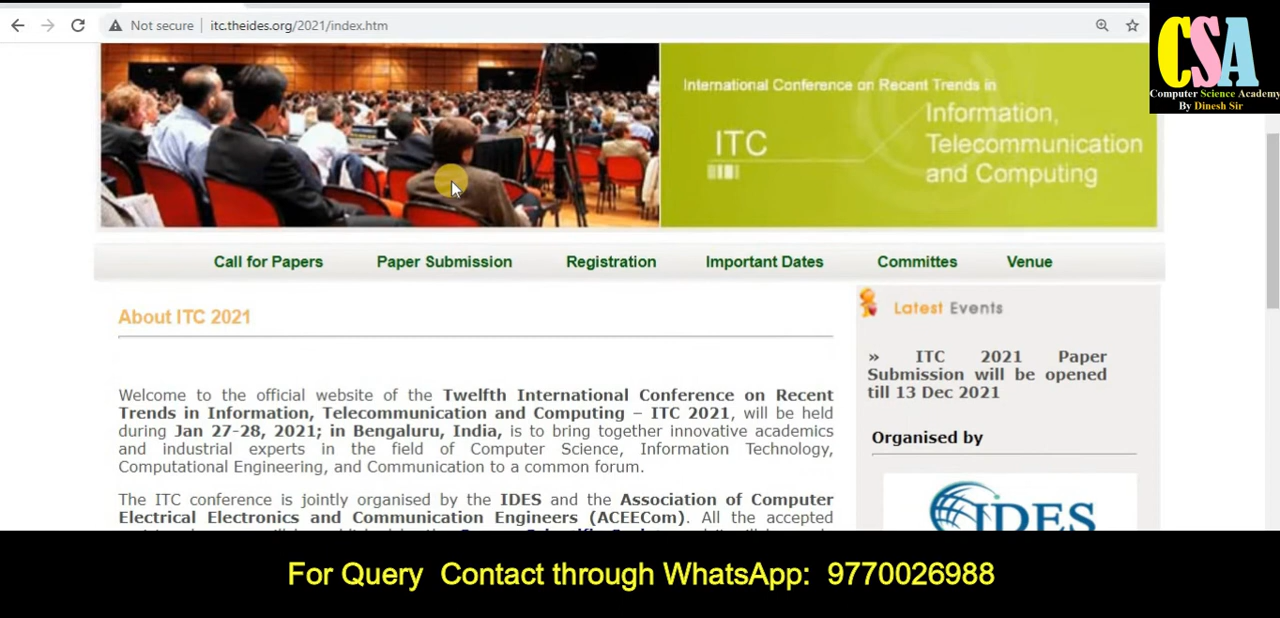 Not secure | itc.theides.org/2021/index.htm
CSA
Computer Science Academy
By Dinesh Sir
International Conference on Recent Trends in
Information,
ITC
Telecommunication
and Computing
Call for Papers Paper Submission Registration Important Dates Committes Venue
About ITC 2021
Welcome to the official website of the Twelfth International Conference on Recent
Trends in Information, Telecommunication and Computing – ITC 2021, will be held
during Jan 27-28, 2021; in Bengaluru, India, is to bring together innovative academics
and industrial experts in the field of Computer Science, Information Technology,
Computational Engineering, and Communication to a common forum.
The ITC conference is jointly organised by the IDES and the Association of Computer
Electrical Electronics and Communication Engineers (ACEECom). All the accepted
Latest Events
» ITC 2021 Paper
Submission will be opened
till 13 Dec 2021
Organised by
IDES
For Query Contact through WhatsApp: 9770026988